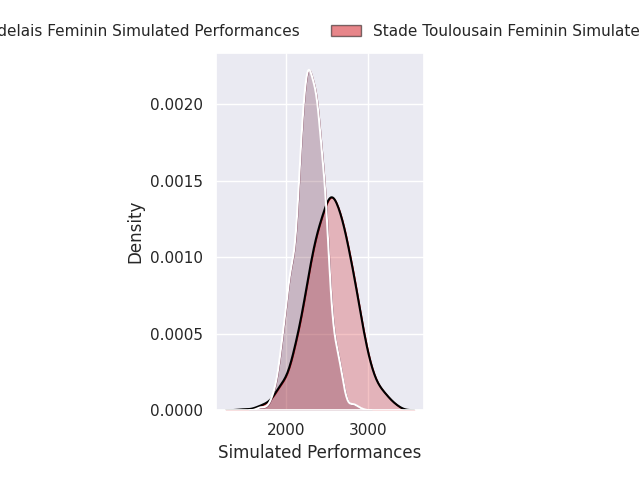 delais Feminin Simulated Performances Stade Toulousain Feminin Simulate
0.0020
0.0015
0.0010
0.0005
0.0000
Density
2000 3000
Simulated Performances